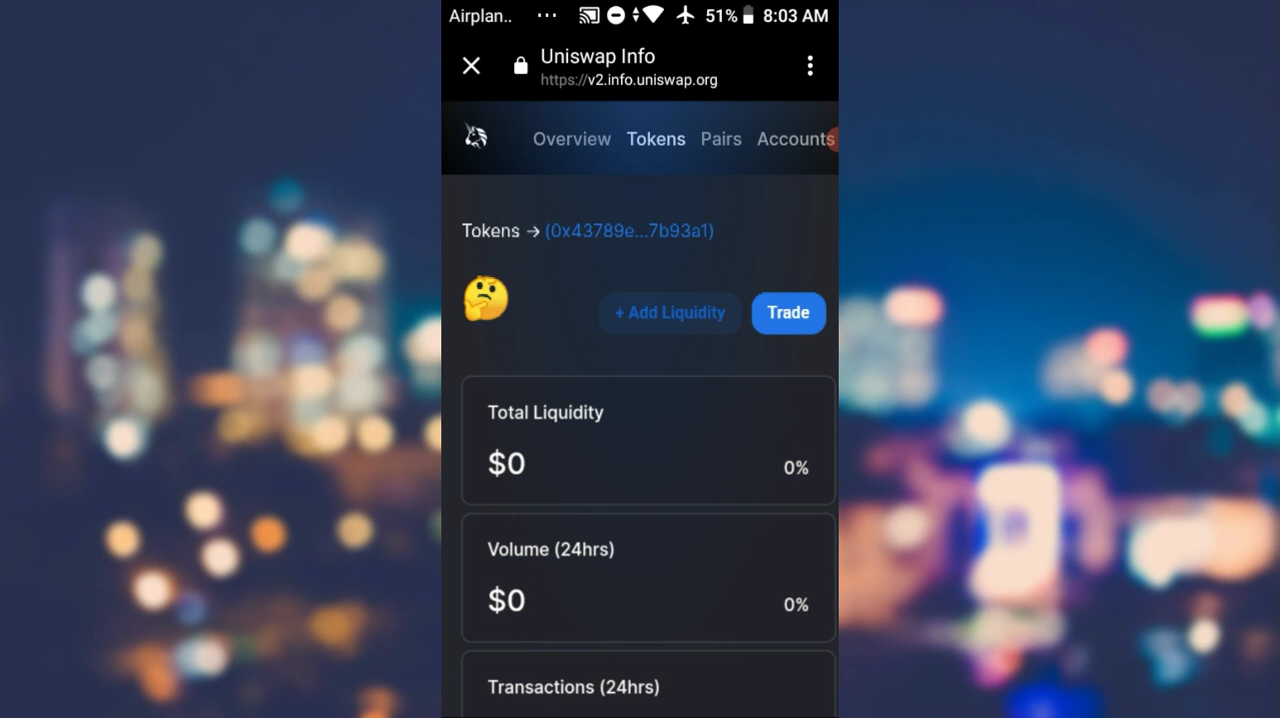 Airplan.. ... 51% 8:03 AM
Uniswap Info
https://v2.info.uniswap.org
Overview Tokens Pairs Accounts
Tokens → (0x43789e...7b93a1)
+ Add Liquidity Trade
Total Liquidity
$0 0%
Volume (24hrs)
$0 0%
Transactions (24hrs)